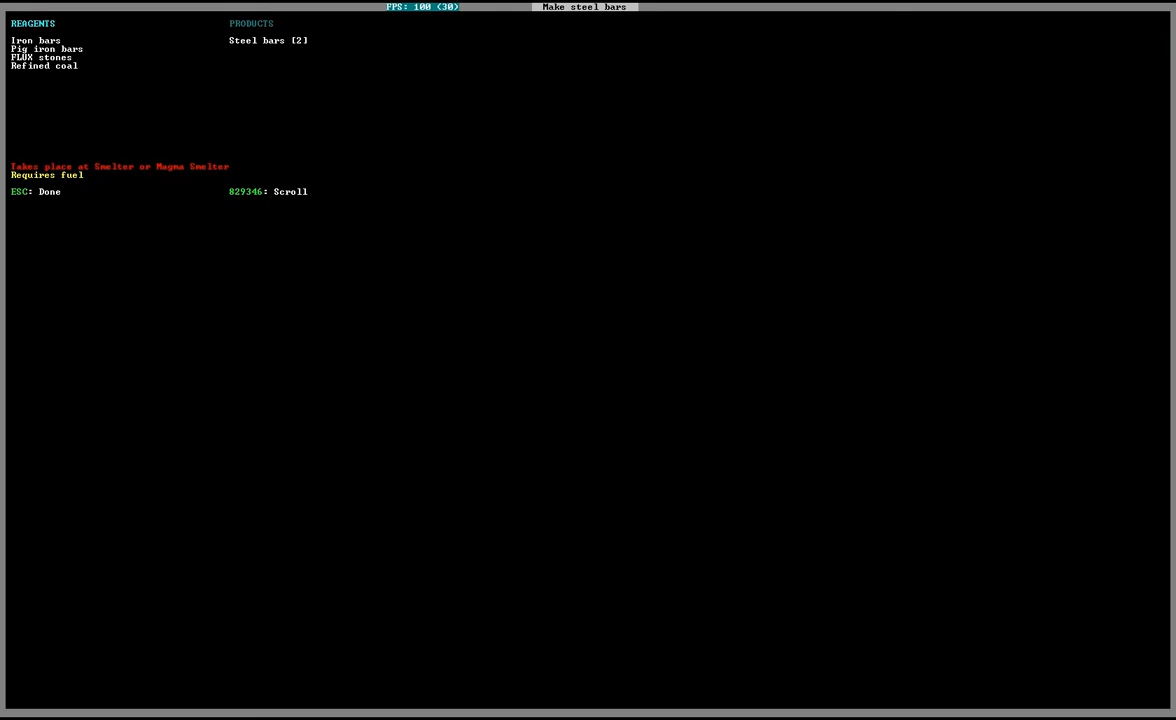 FPS: 100 (30)
Make steel bars
REAGENTS
PRODUCTS
Iron bars
Steel bars [2]
Pig iron bars
FLUX stones
Refined coal
Takes place at Smelter or Magma Smelter
Requires fuel
ESC: Done
829346: Scroll